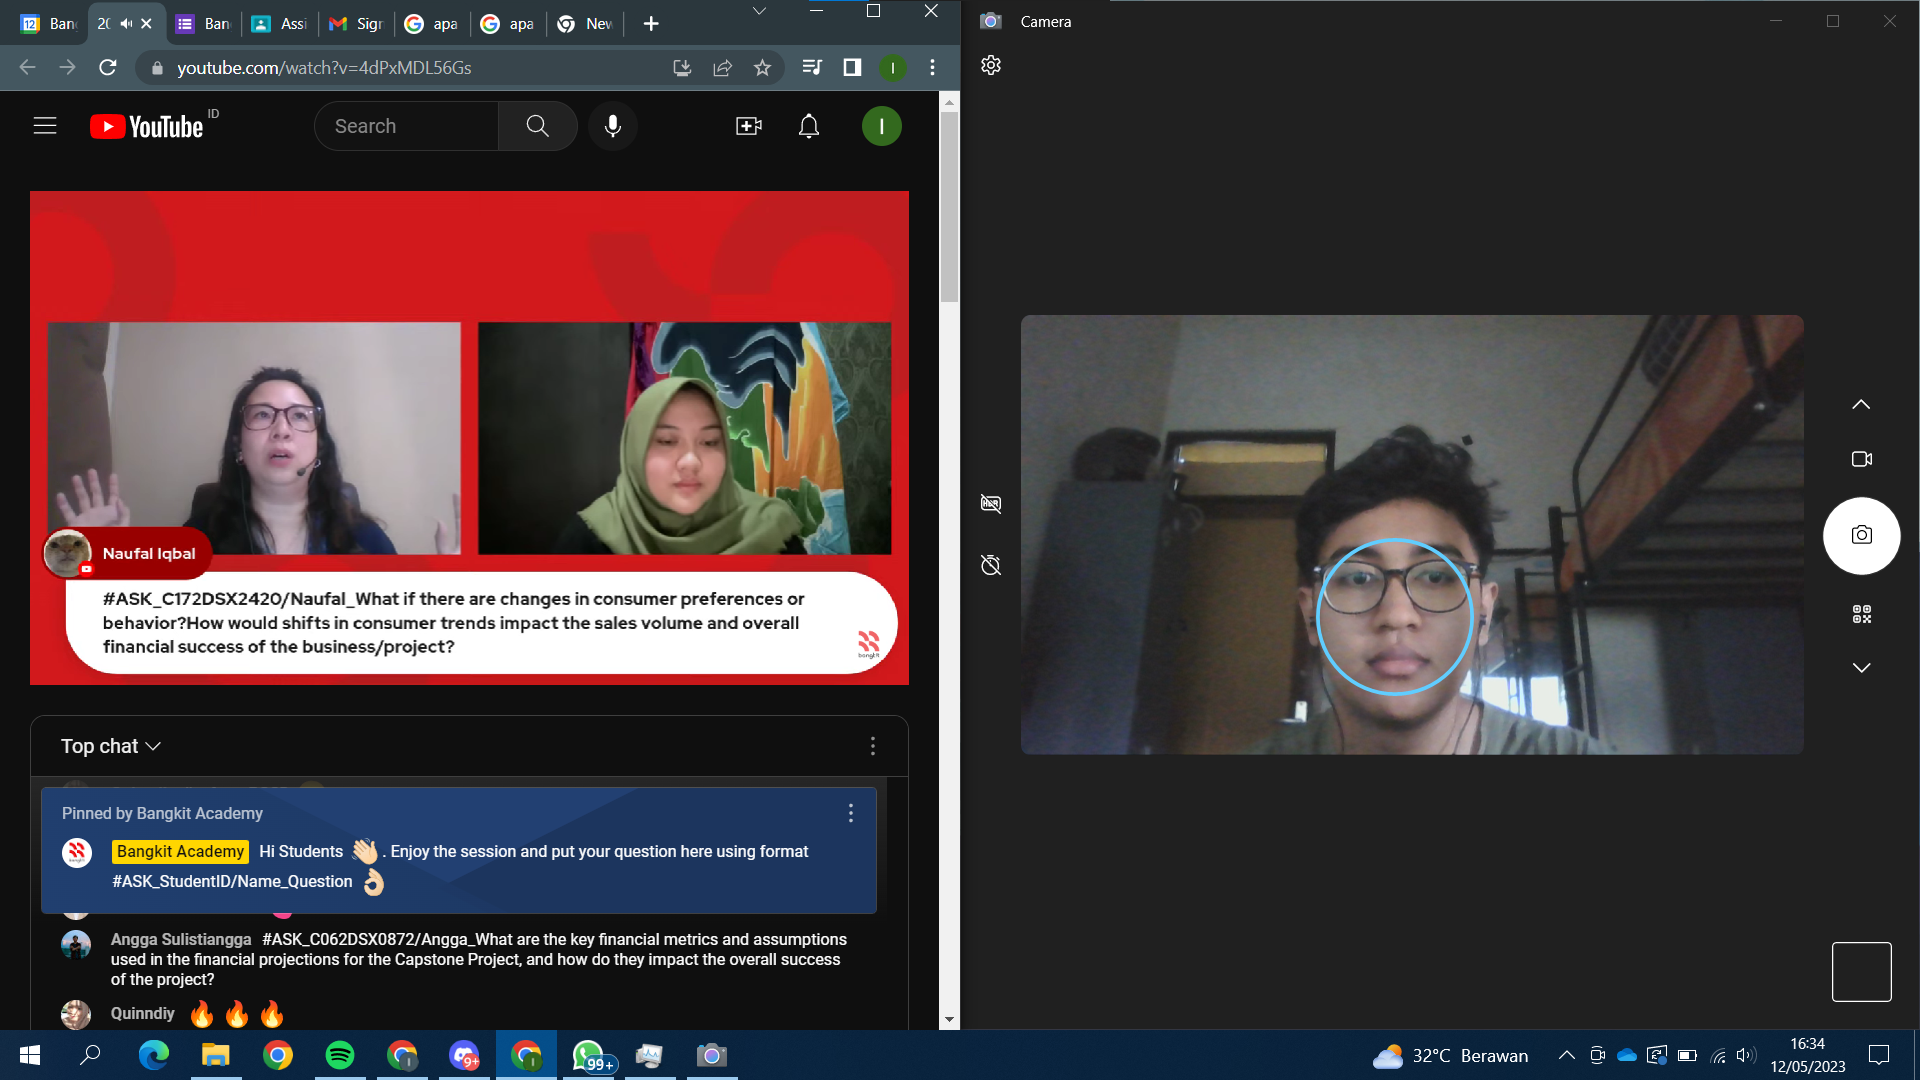 Ban
20
Ban
Assi
Sign
apa
apa
New
youtube.com/watch?v=4dPxMDL56Gs
YouTube ID
Search
I
Naufal Iqbal
#ASK_C172DSX2420/Naufal_What if there are changes in consumer preferences or
behavior?How would shifts in consumer trends impact the sales volume and overall
financial success of the business/project?
bangkit
Top chat
Pinned by Bangkit Academy
Bangkit Academy Hi Students 👋🏻. Enjoy the session and put your question here using format
#ASK_StudentID/Name_Question 👌🏻
Angga Sulistiangga #ASK_C062DSX0872/Angga_What are the key financial metrics and assumptions
used in the financial projections for the Capstone Project, and how do they impact the overall success
of the project?
Quinndiy 🔥🔥🔥
Camera
HDR
9+
99+
32°C Berawan
16:34
12/05/2023